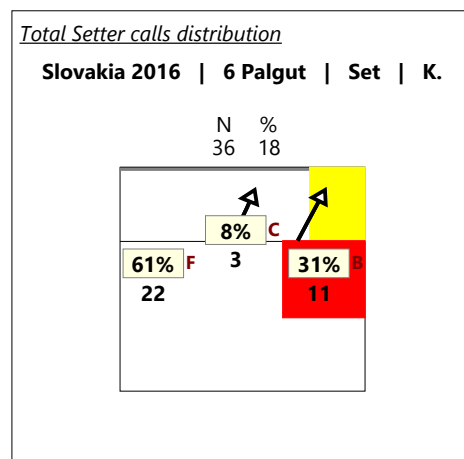 Total Setter calls distribution
Slovakia 2016 | 6 Palgut | Set | K.
N %
36 18
8% C
3
61% F
22
31% B
11